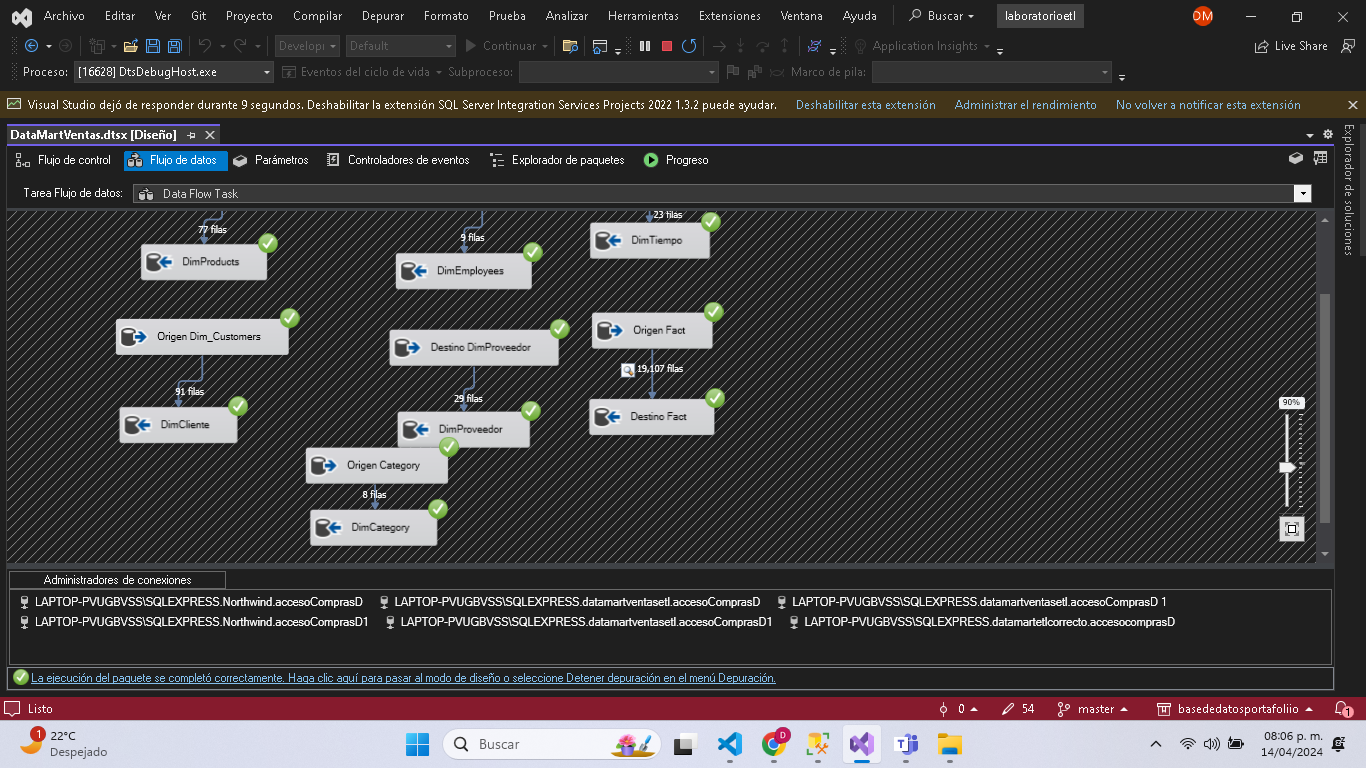 Archivo Editar Ver Git Proyecto Compilar Depurar Formato Prueba Analizar Herramientas Extensiones Ventana Ayuda Buscar laboratorioetl OM
Developi Default Continuar Application Insights Live Share
Proceso: [16628] DtsDebugHost.exe Eventos del ciclo de vida Subproceso: Marco de pila:
Visual Studio dejó de responder durante 9 segundos. Deshabilitar la extensión SQL Server Integration Services Projects 2022 1.3.2 puede ayudar. Deshabilitar esta extensión Administrar el rendimiento No volver a notificar esta extensión
DataMartVentas.dtsx [Diseño]
Explorador de soluciones
Flujo de control Flujo de datos Parámetros Controladores de eventos Explorador de paquetes Progreso
Tarea Flujo de datos: Data Flow Task
23 filas
77 filas
9 filas
DimTiempo
DimProducts
DimEmployees
Origen Fact
Origen Dim_Customers
Destino DimProveedor
19,107 filas
91 filas
29 filas
90%
Destino Fact
DimCliente
DimProveedor
Origen Category
8 filas
DimCategory
Administradores de conexiones
LAPTOP-PVUGBVSS\SQLEXPRESS.Northwind.accesoComprasD LAPTOP-PVUGBVSS\SQLEXPRESS.datamartventasetl.accesoComprasD LAPTOP-PVUGBVSS\SQLEXPRESS.datamartventasetl.accesoComprasD 1
LAPTOP-PVUGBVSS\SQLEXPRESS.Northwind.accesoComprasD1 LAPTOP-PVUGBVSS\SQLEXPRESS.datamartventasetl.accesoComprasD1 LAPTOP-PVUGBVSS\SQLEXPRESS.datamartetlcorrecto.accesocomprasD
La ejecución del paquete se completó correctamente. Haga clic aquí para pasar al modo de diseño o seleccione Detener depuración en el menú Depuración.
Listo 0 54 master basededatosportafoliio 1
1 22°C
Despejado
Buscar
D
08:06 p. m.
14/04/2024